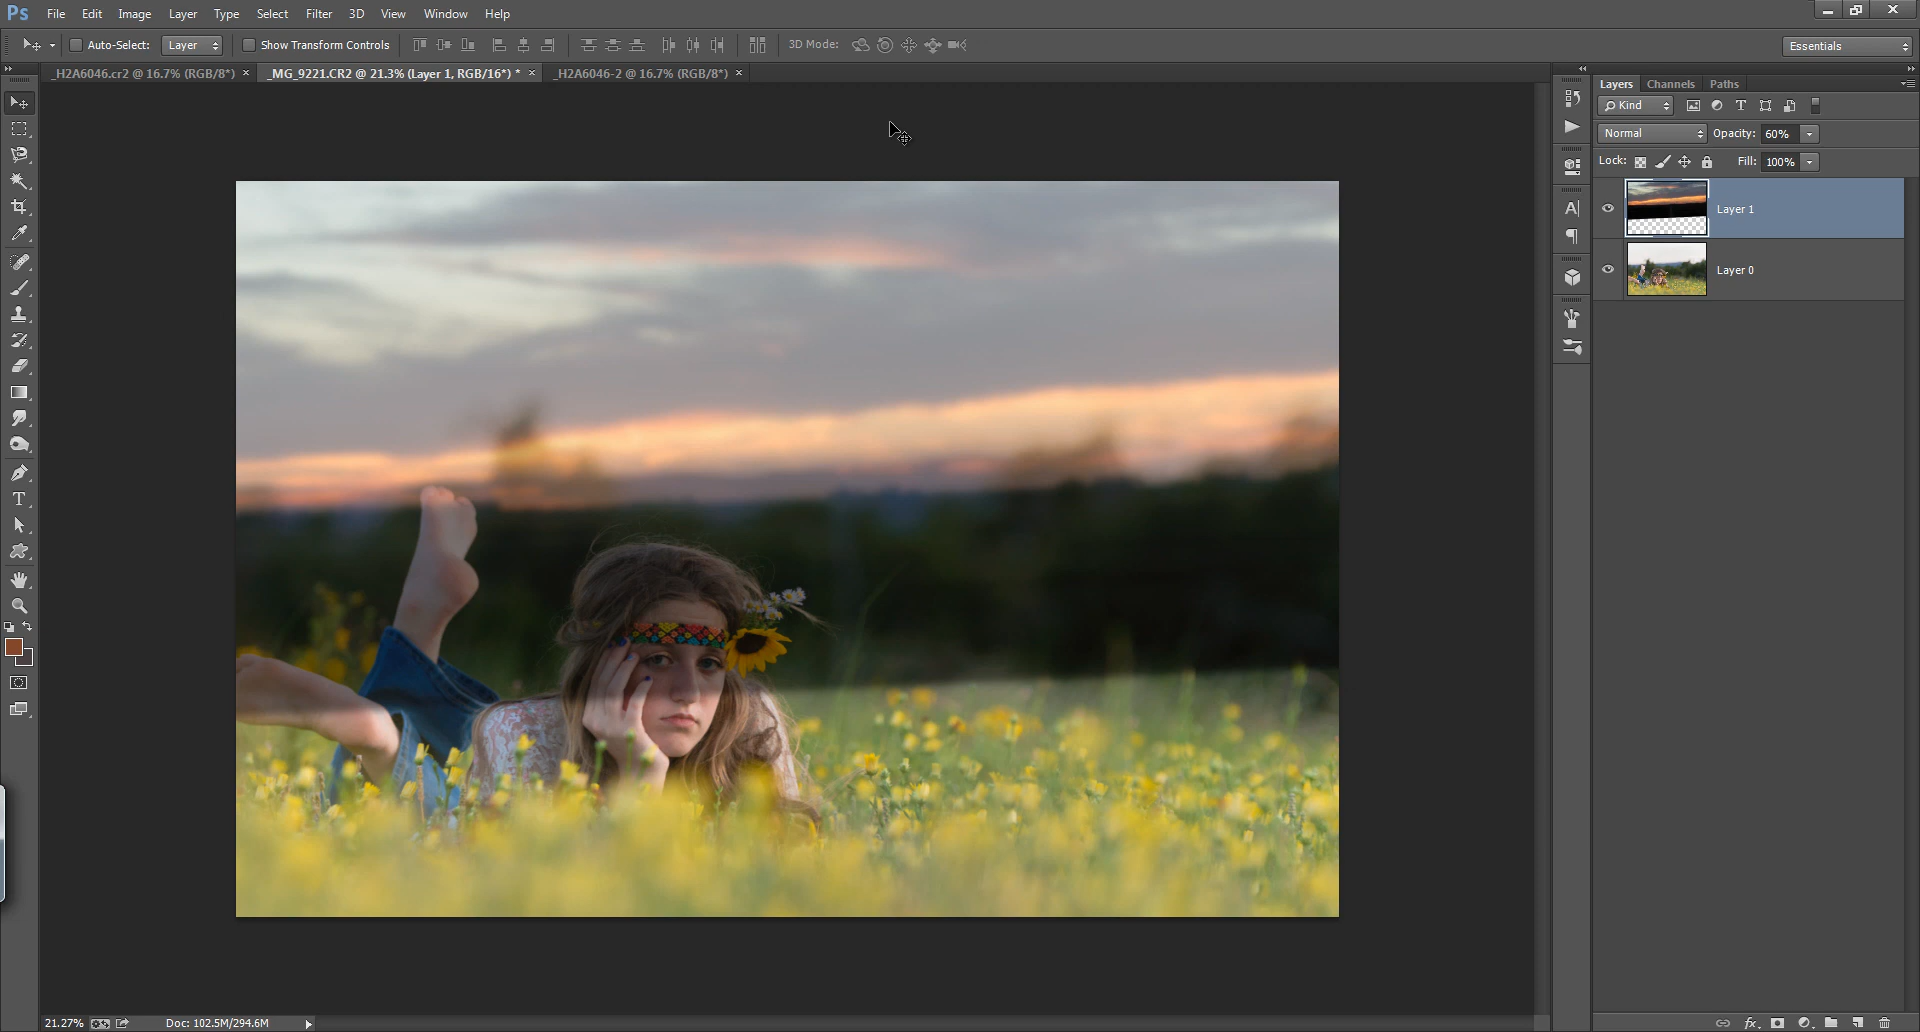 Ps File Edit Image Layer Type Select Filter 3D View Window Help
Auto-Select: Layer Show Transform Controls 3D Mode: Essentials
_H2A6046.cr2 @ 16.7% (RGB/8*) × _MG_9221.CR2 @ 21.3% (Layer 1, RGB/16*) * × _H2A6046-2 @ 16.7% (RGB/8*) ×
Layers Channels Paths
Kind
Normal Opacity: 60%
Lock: Fill: 100%
Layer 1
Layer 0
21.27% Doc: 102.5M/294.6M